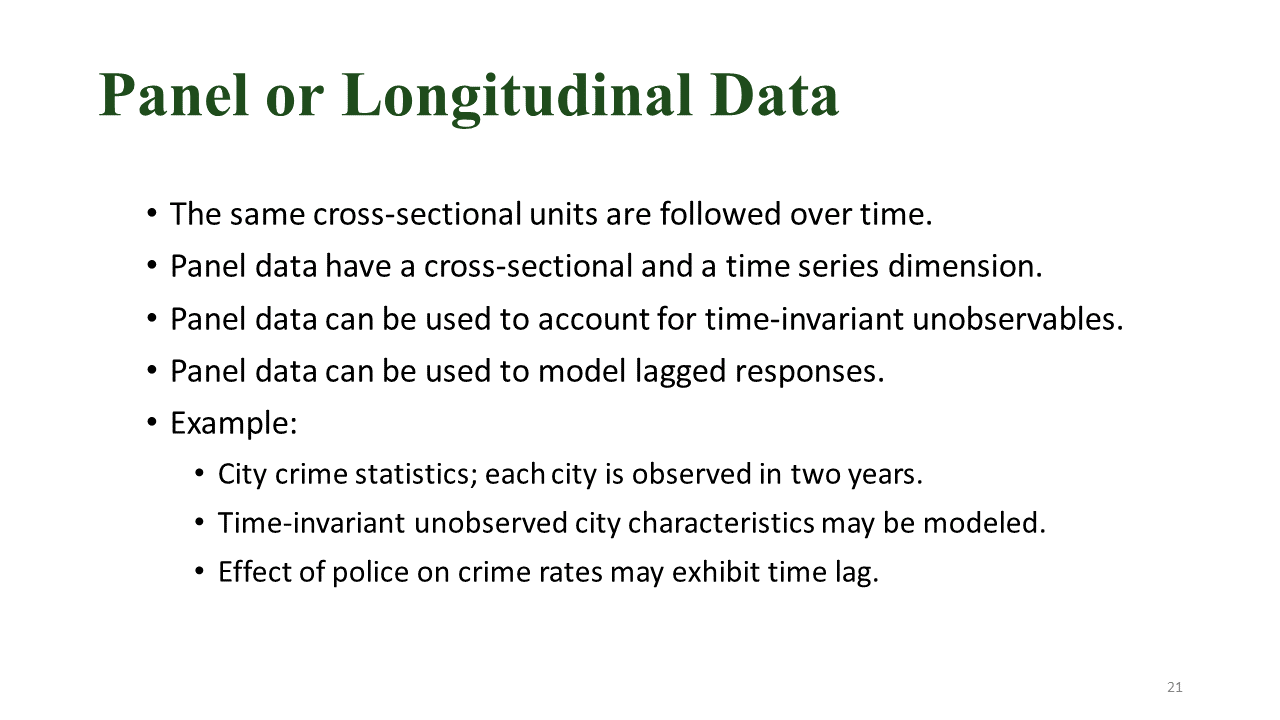 Panel or Longitudinal Data
• The same cross-sectional units are followed over time.
• Panel data have a cross-sectional and a time series dimension.
• Panel data can be used to account for time-invariant unobservables.
• Panel data can be used to model lagged responses.
• Example:
• City crime statistics; each city is observed in two years.
• Time-invariant unobserved city characteristics may be modeled.
• Effect of police on crime rates may exhibit time lag.
21